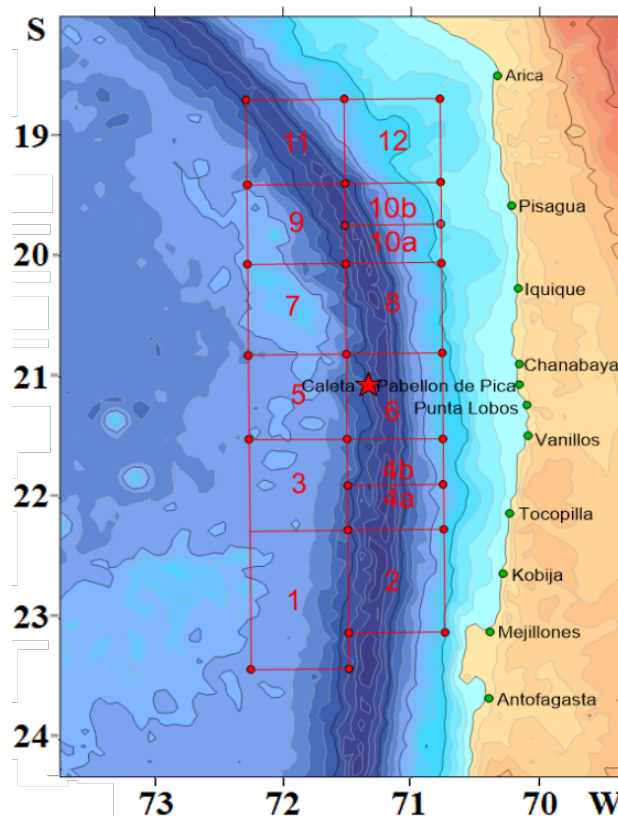 S
Arica
19
11
12
Pisagua
10b
9
10a
20
Iquique
7
8
Chanabaya
21
Caleta Pabellon de Pica
5
6
Punta Lobos
Vanillos
4b
3
22
4a
Tocopilla
Kobija
2
1
23
Mejillones
Antofagasta
24
73
72
71
70
W